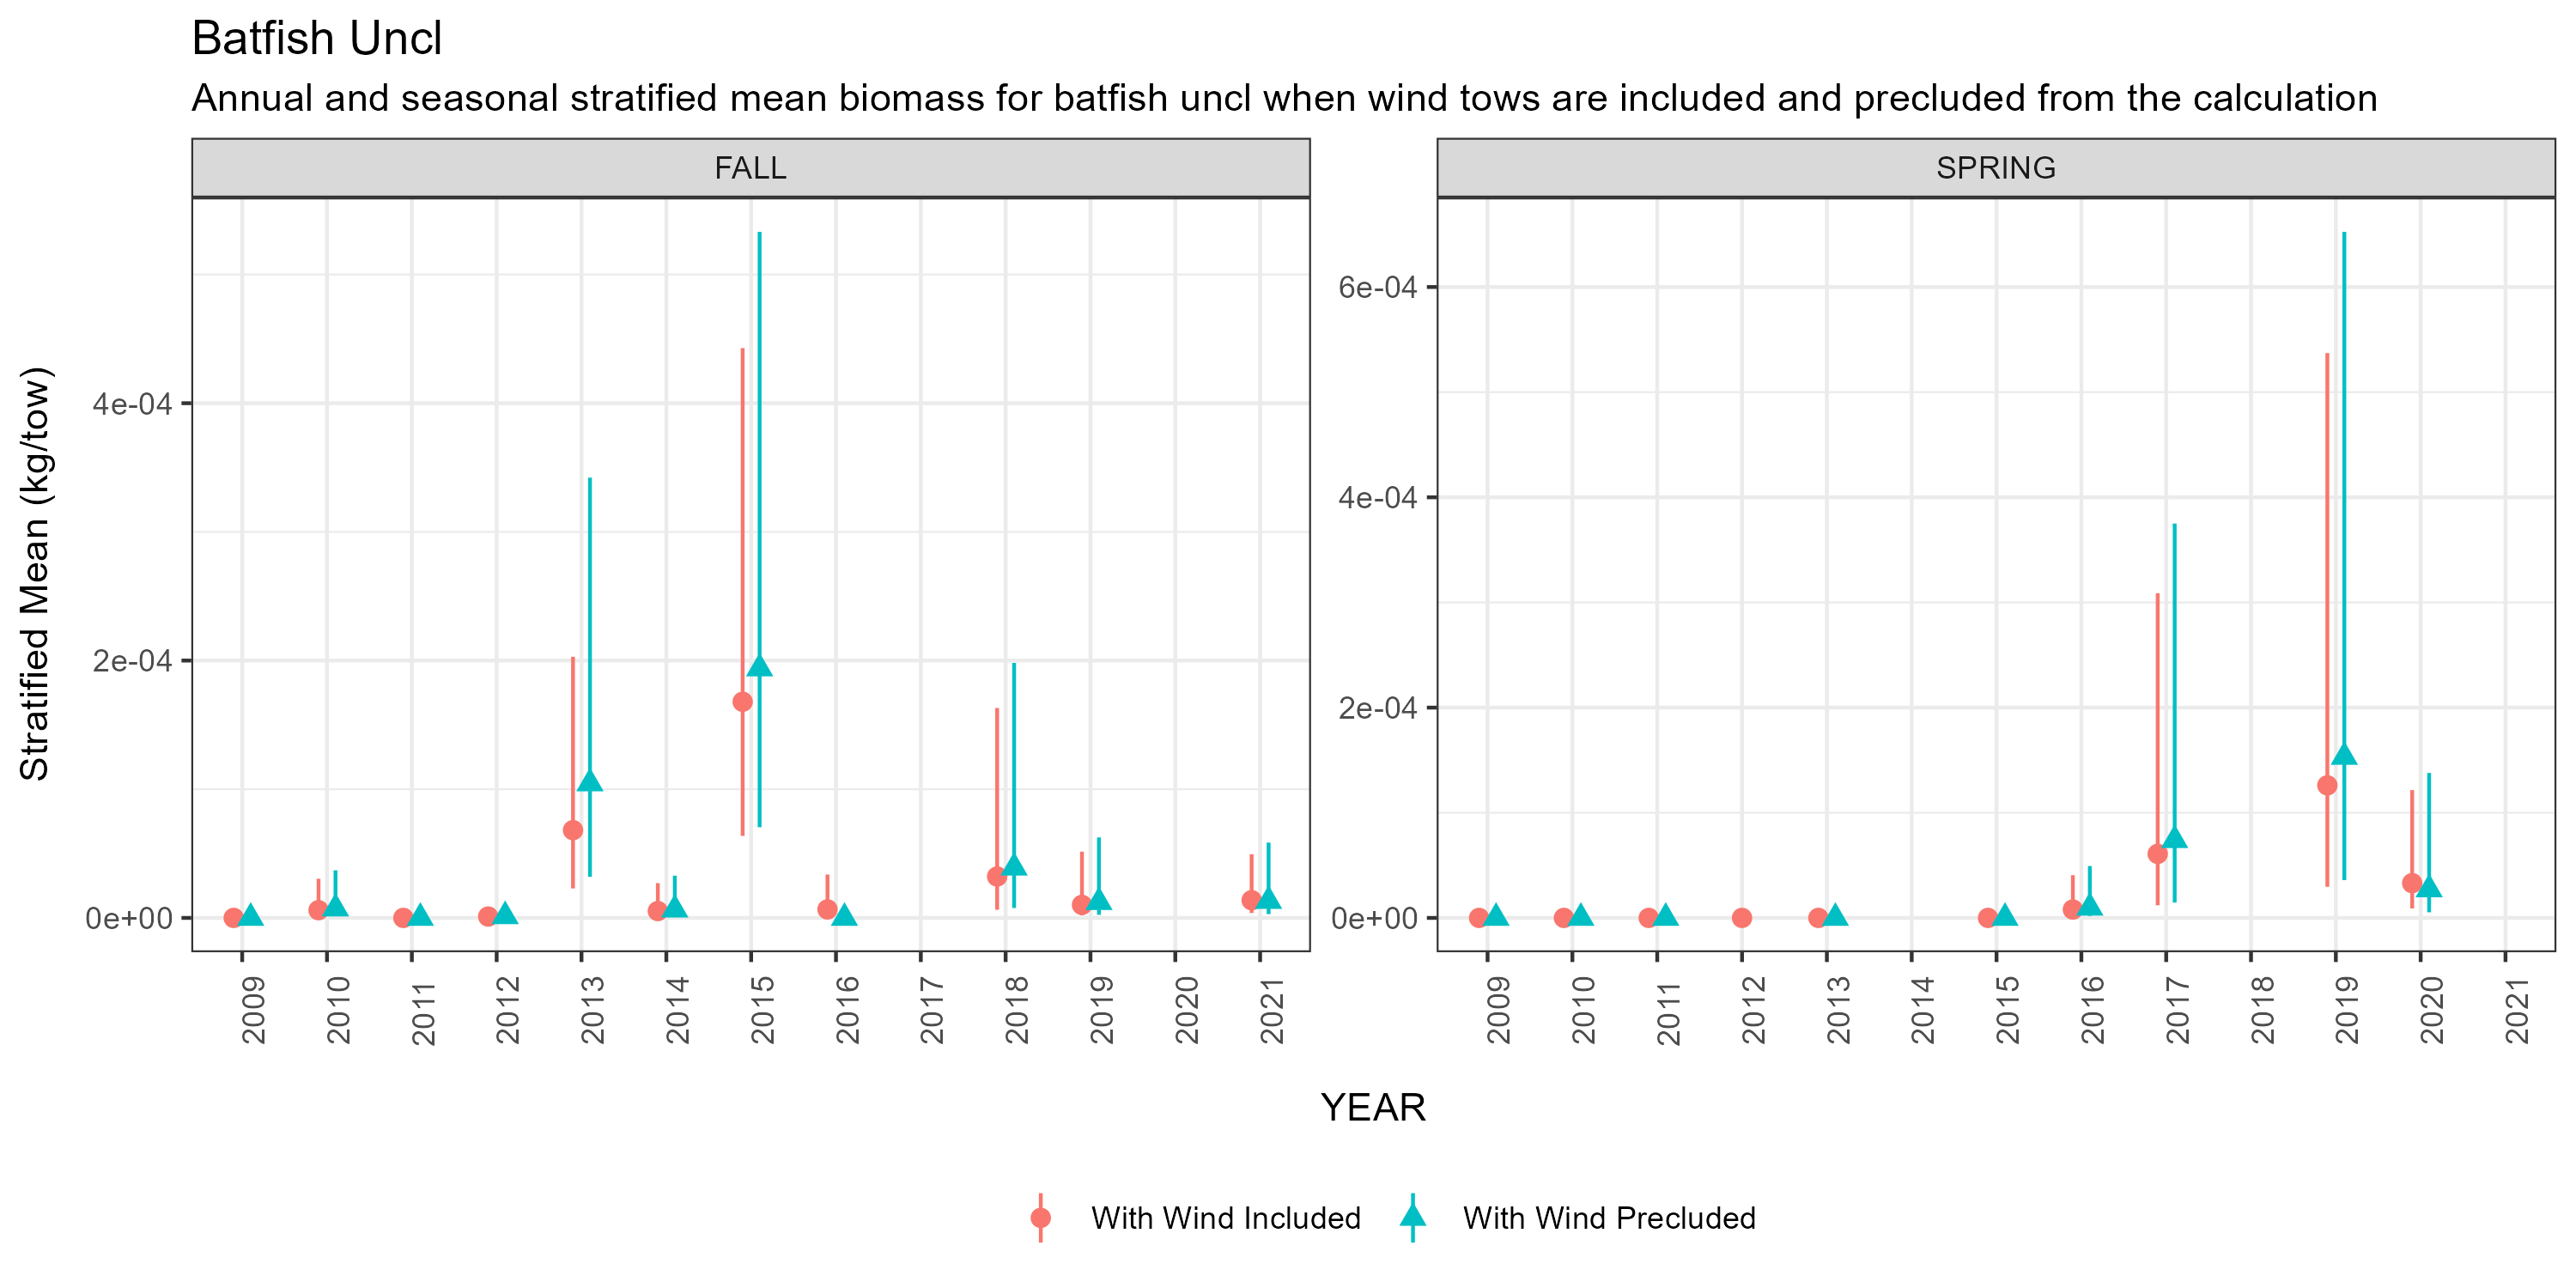 Batfish Uncl
Annual and seasonal stratified mean biomass for batfish uncl when wind tows are included and precluded from the calculation
FALL
SPRING
Stratified Mean (kg/tow)
4e-04
2e-04
0e+00
6e-04
4e-04
2e-04
0e+00
2009 2010 2011 2012 2013 2014 2015 2016 2017 2018 2019 2020 2021
2009 2010 2011 2012 2013 2014 2015 2016 2017 2018 2019 2020 2021
YEAR
With Wind Included With Wind Precluded